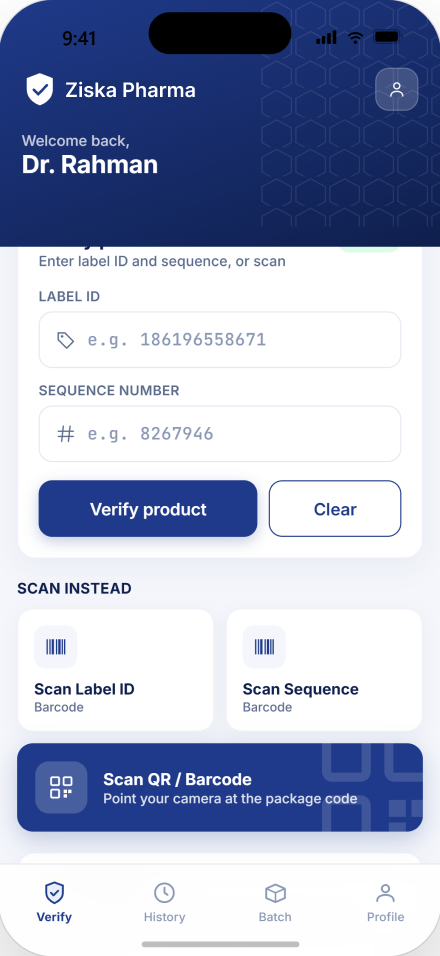 9:41
Ziska Pharma
Welcome back,
Dr. Rahman
Enter label ID and sequence, or scan
LABEL ID
e.g. 186196558671
SEQUENCE NUMBER
e.g. 8267946
Verify product
Clear
SCAN INSTEAD
Scan Label ID
Barcode
Scan Sequence
Barcode
Scan QR / Barcode
Point your camera at the package code
Verify
History
Batch
Profile